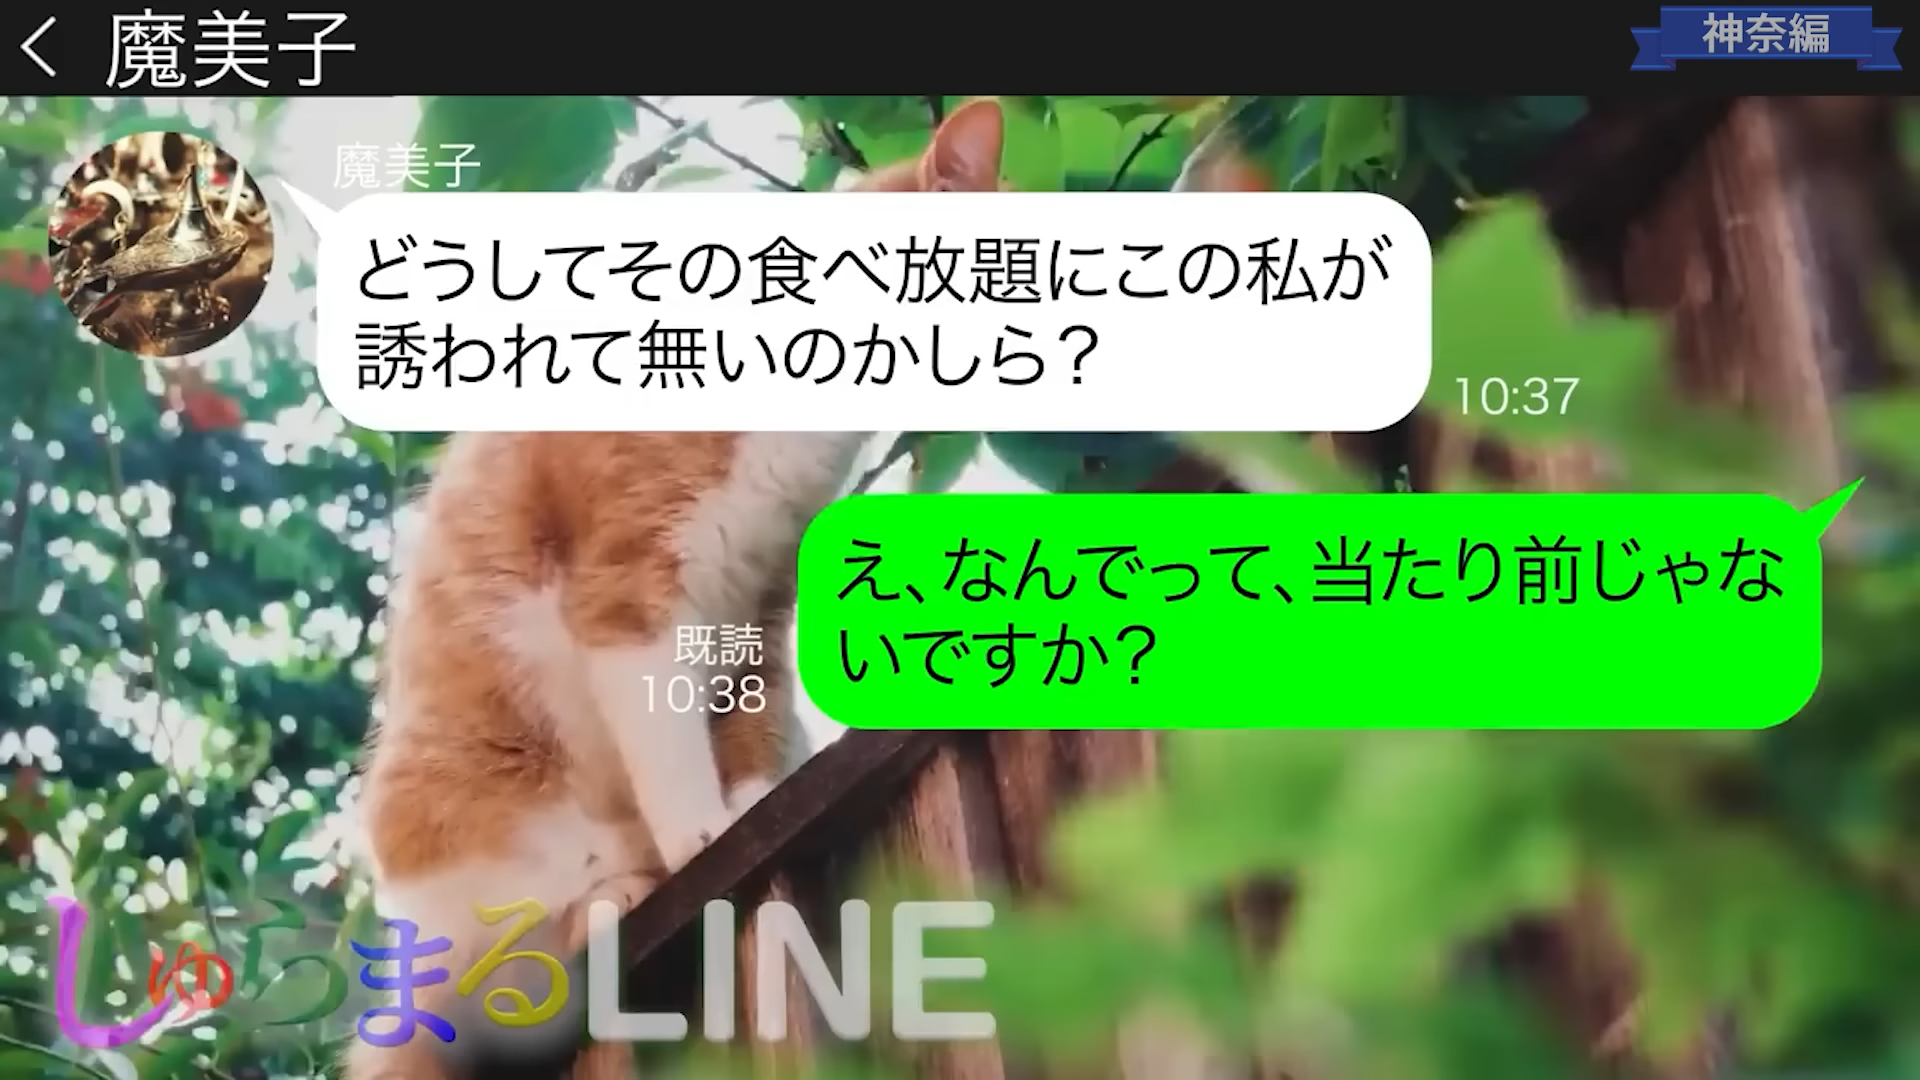 魔美子
神奈編
魔美子
どうしてその食べ放題にこの私が
誘われて無いのかしら?
10:37
え、なんでって、当たり前じゃな
いですか?
既読
10:38
しゅらまるLINE